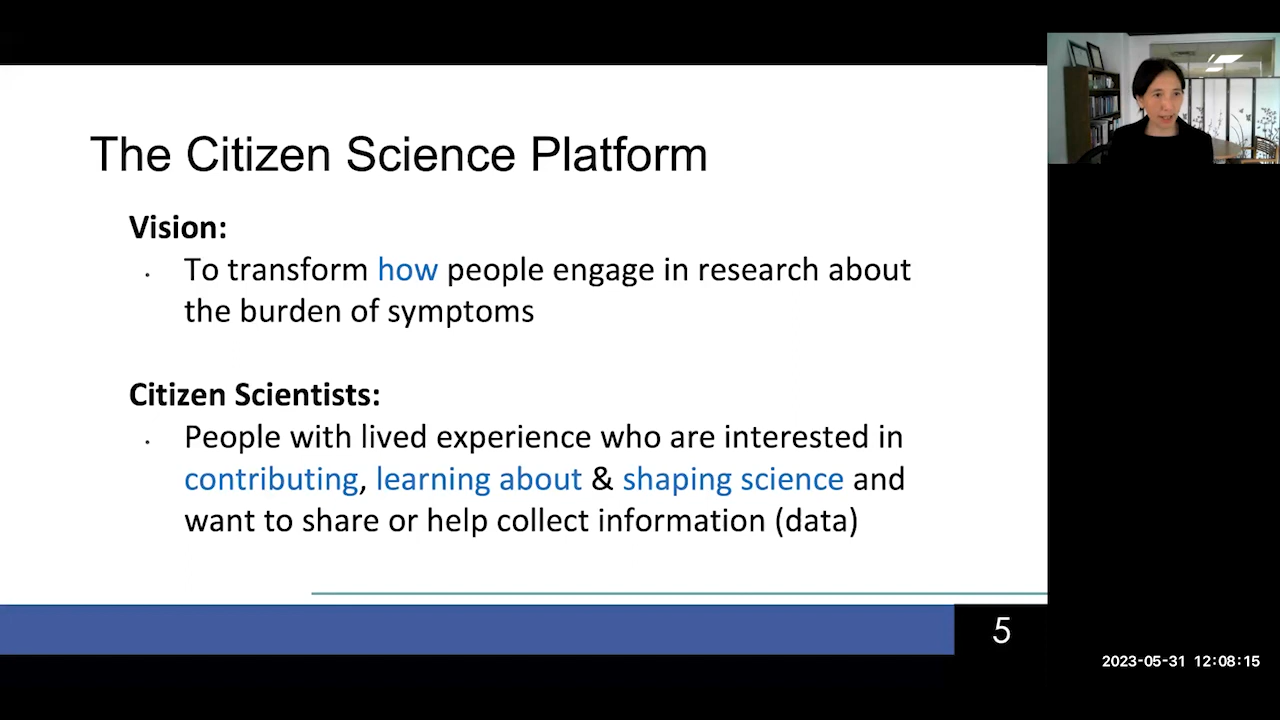 The Citizen Science Platform
Vision:
· To transform how people engage in research about
the burden of symptoms
Citizen Scientists:
· People with lived experience who are interested in
contributing, learning about & shaping science and
want to share or help collect information (data)
5
2023-05-31 12:08:15